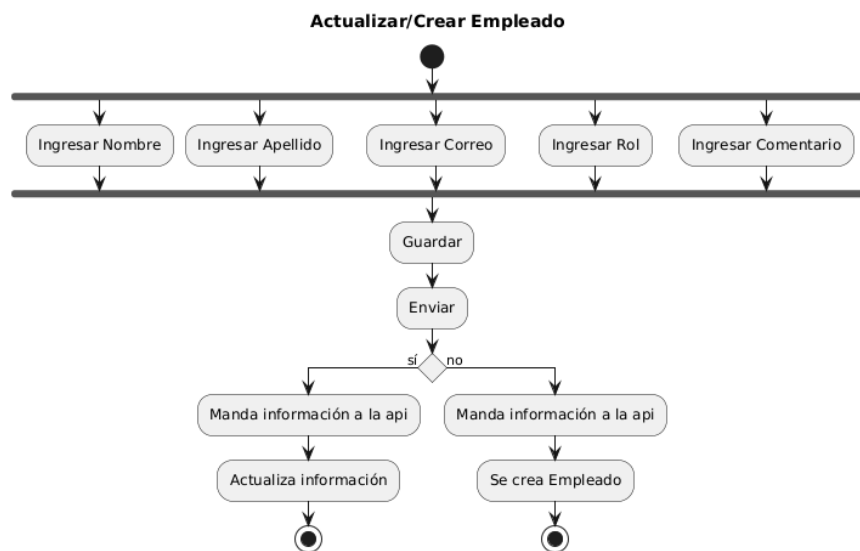 Actualizar/Crear Empleado
Ingresar Nombre
Ingresar Apellido
Ingresar Correo
Ingresar Rol
Ingresar Comentario
Guardar
Enviar
sí
no
Manda información a la api
Manda información a la api
Actualiza información
Se crea Empleado